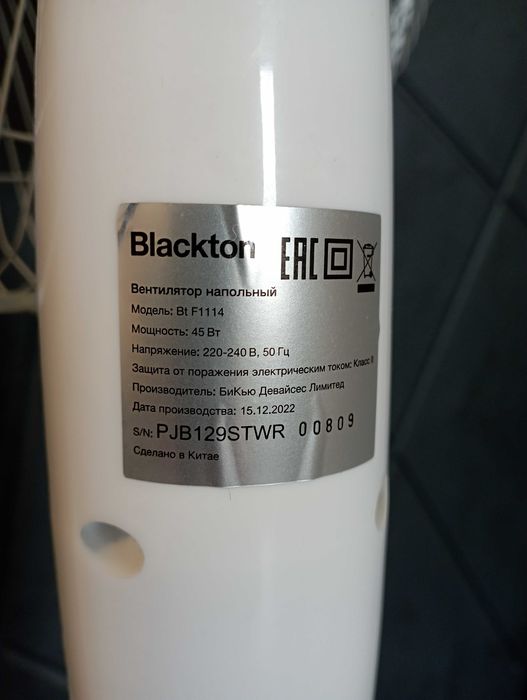 Blackton EAC
Вентилятор напольный
Модель: Bt F1114
Мощность: 45 Вт
Напряжение: 220-240 В, 50 Гц
Защита от поражения электрическим током: Класс II
Производитель: БиКью Девайсес Лимитед
Дата производства: 15.12.2022
S/N: PJB129STWR 00809
Сделано в Китае